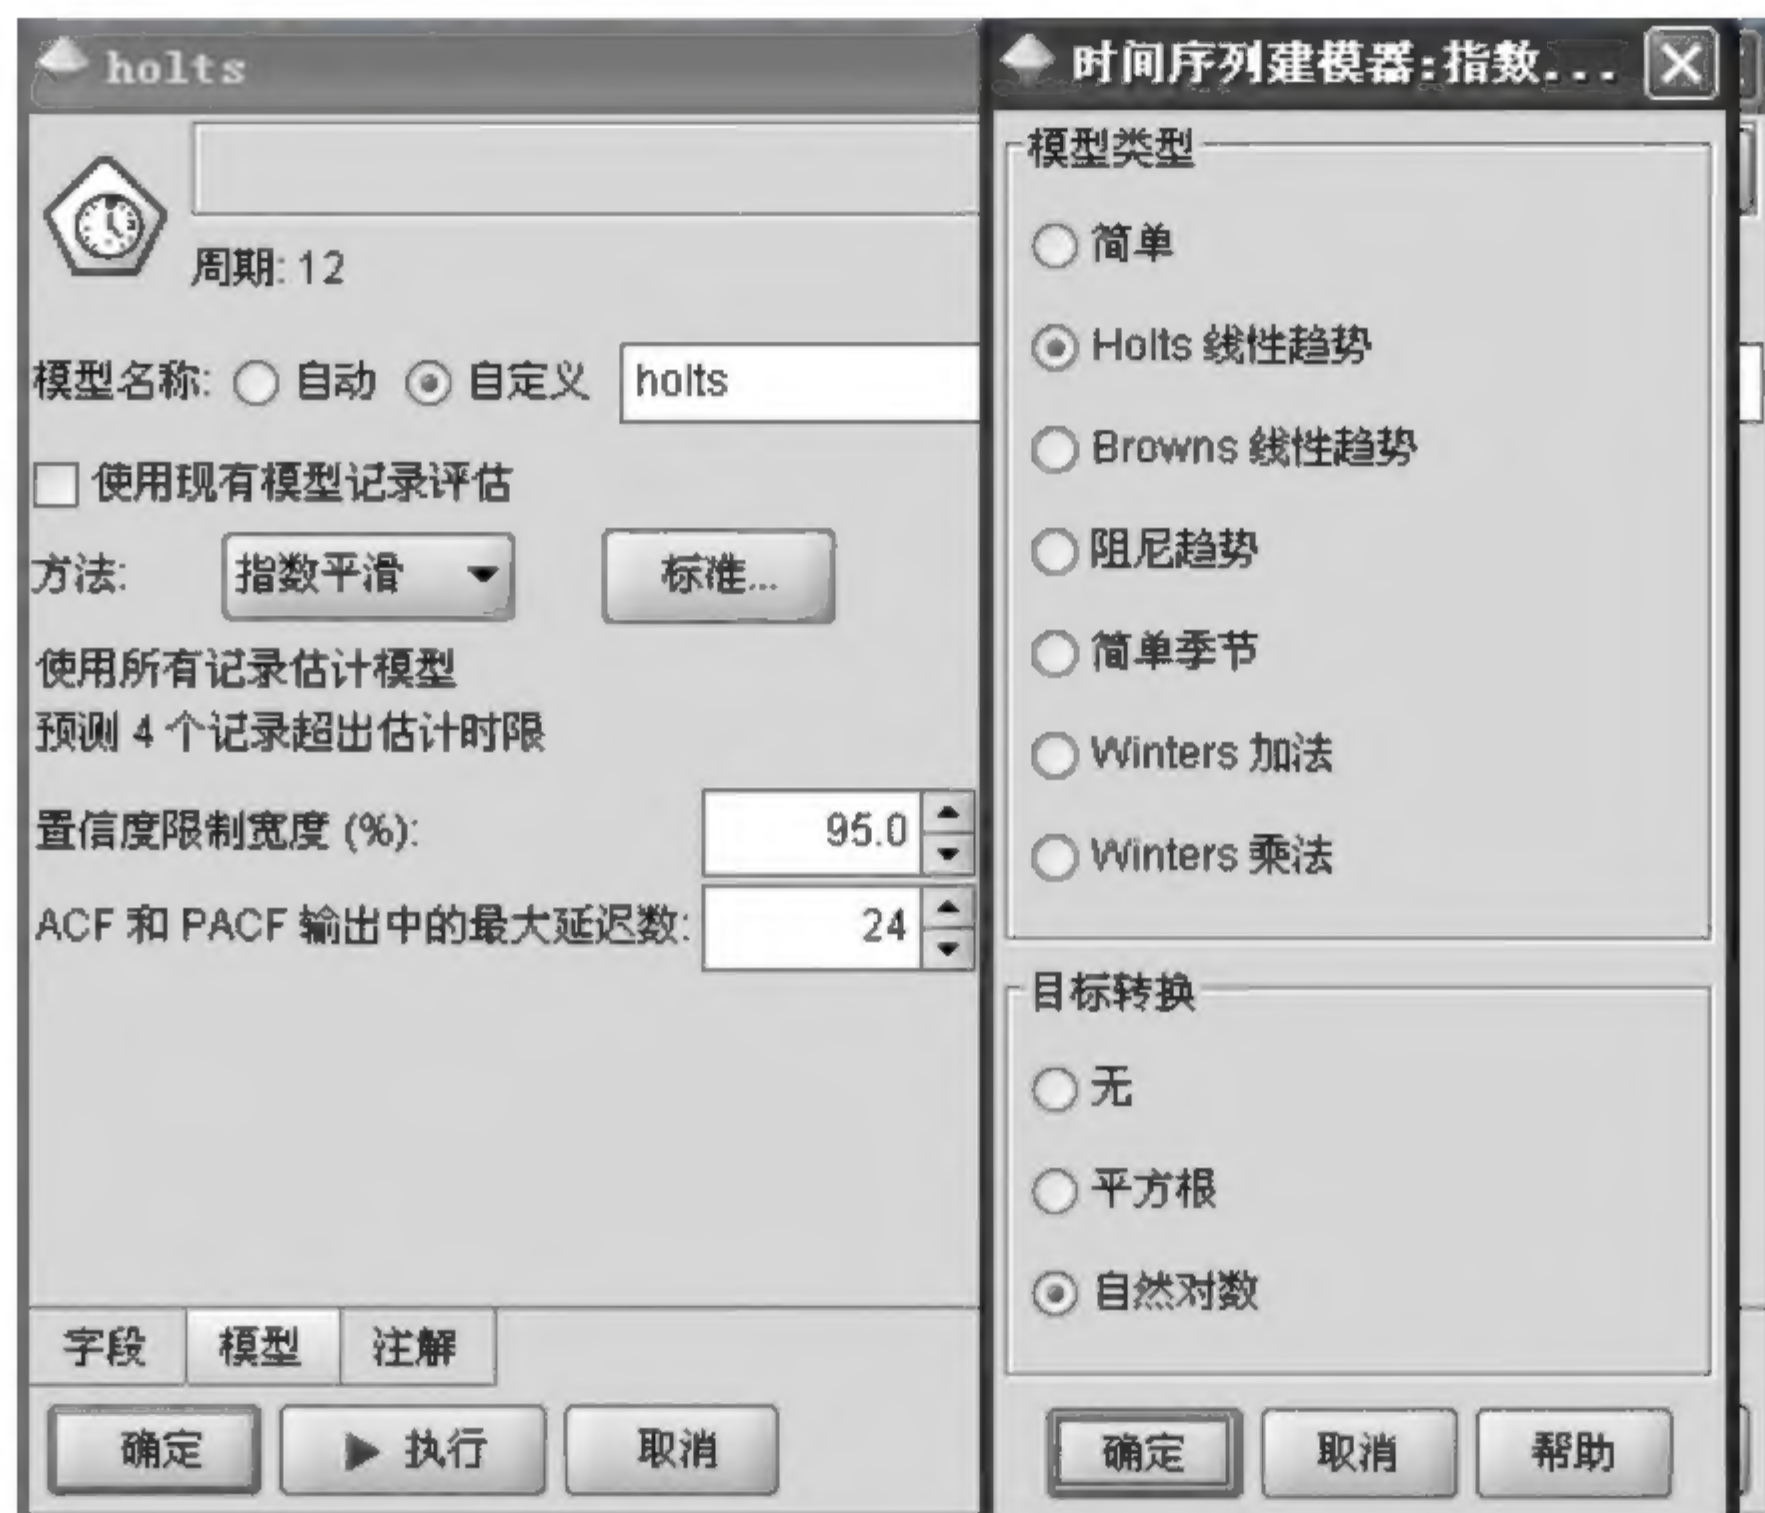 holts
周期: 12
模型名称: 自动 自定义 holts
使用现有模型记录评估
方法: 指数平滑 标准...
使用所有记录估计模型
预测 4 个记录超出估计时限
置信度限制宽度 (%): 95.0
ACF 和 PACF 输出中的最大延迟数: 24
字段 模型 注解
确定 执行 取消
时间序列建模器:指数...
模型类型
简单
Holts 线性趋势
Browns 线性趋势
阻尼趋势
简单季节
Winters 加法
Winters 乘法
目标转换
无
平方根
自然对数
确定 取消 帮助